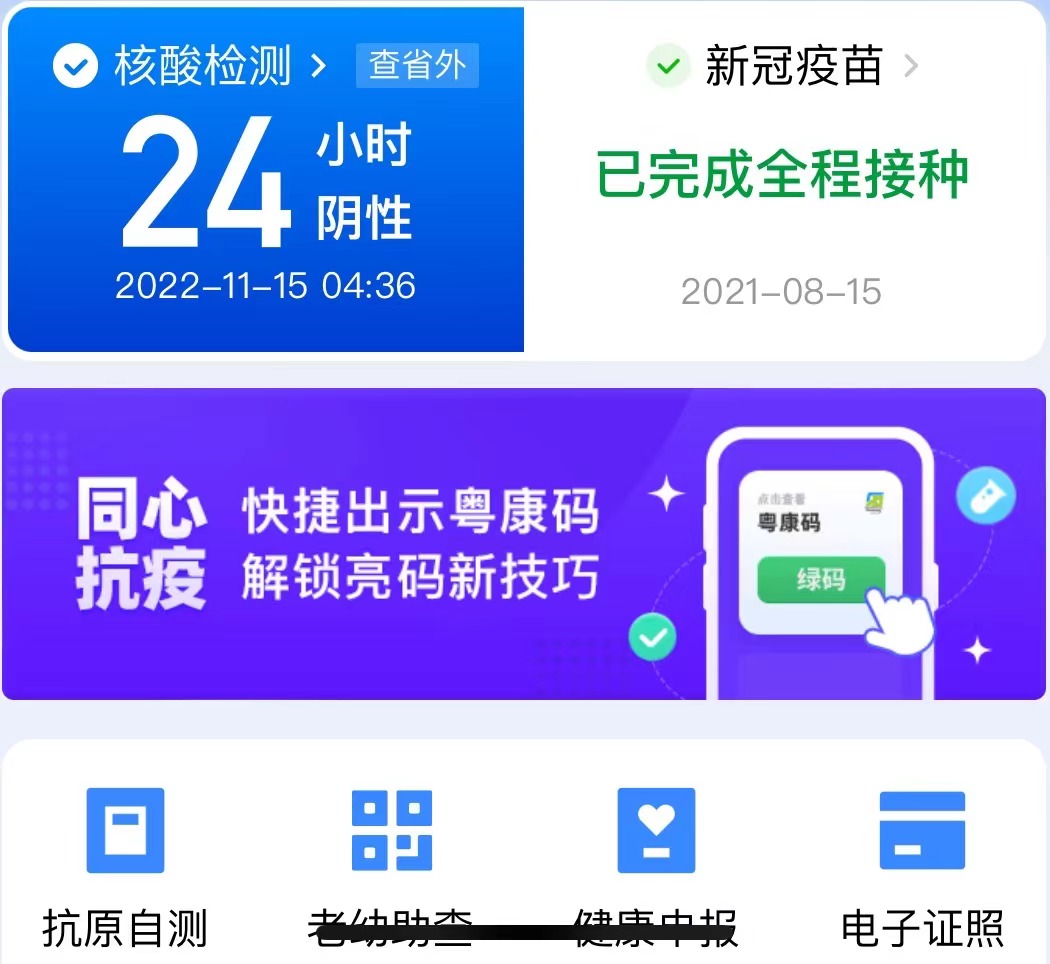 核酸检测
查省外
24 小时
阴性
2022-11-15 04:36
新冠疫苗
已完成全程接种
2021-08-15
同心
抗疫
快捷出示粤康码
解锁亮码新技巧
点击查看
粤康码
绿码
抗原自测
老幼助查
健康申报
电子证照